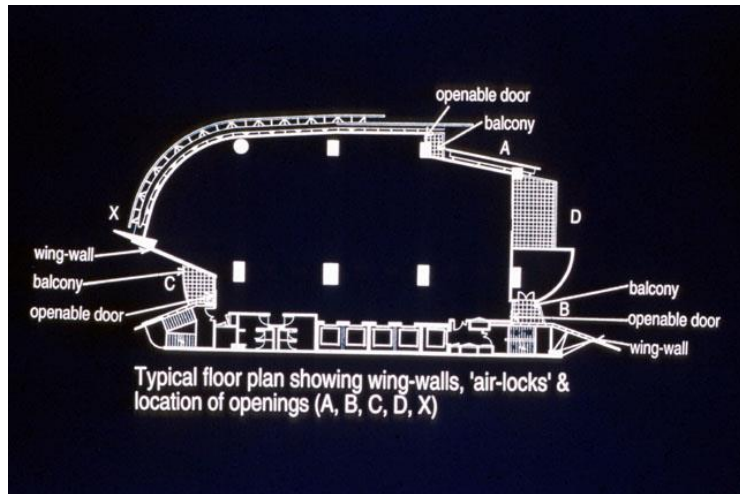 openable door
balcony
A
X
D
wing-wall
balcony
C
openable door
balcony
B
openable door
wing-wall
Typical floor plan showing wing-walls, 'air-locks' &
location of openings (A, B, C, D, X)